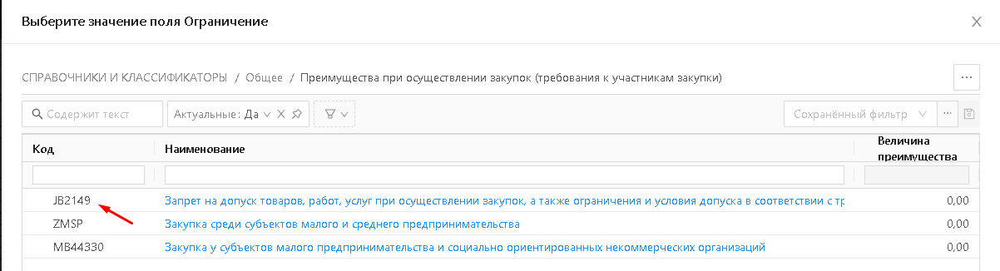 Выберите значение поля Ограничение
СПРАВОЧНИКИ И КЛАССИФИКАТОРЫ / Общее / Преимущества при осуществлении закупок (требования к участникам закупки)
Содержит текст Актуальные: Да Сохранённый фильтр
Код Наименование Величина преимущества
JB2149 Запрет на допуск товаров, работ, услуг при осуществлении закупок, а также ограничения и условия допуска в соответствии с тр 0,00
ZMSP Закупка среди субъектов малого и среднего предпринимательства 0,00
MB44330 Закупка у субъектов малого предпринимательства и социально ориентированных некоммерческих организаций 0,00